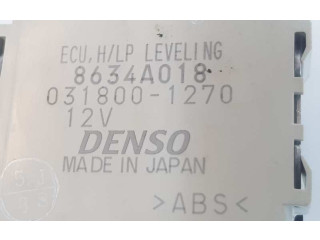 ECU, H/LP LEVELING
8634A018
031800-1270
12V
DENSO
MADE IN JAPAN
>ABS<